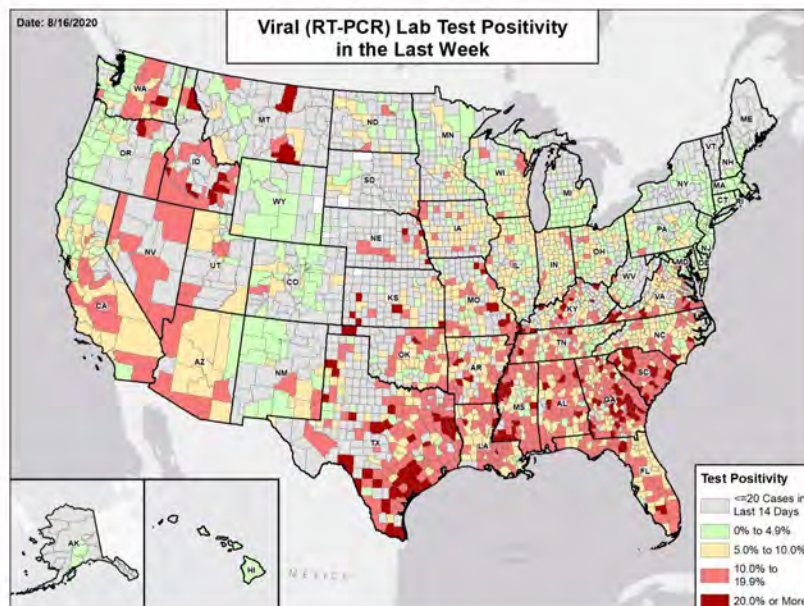 Date: 8/16/2020
Viral (RT-PCR) Lab Test Positivity
in the Last Week
WA
MT
ND
MN
ME
OR
ID
SD
WI
VT
NH
NY
MA
WY
MI
CT
RI
IA
PA
NE
NJ
NV
UT
IL
IN
OH
MD
DE
CO
WV
CA
KS
MO
VA
KY
NC
TN
AZ
NM
OK
AR
SC
MS
AL
GA
TX
LA
FL
AK
HI
MEXICO
Test Positivity
<=20 Cases in
Last 14 Days
0% to 4.9%
5.0% to 10.0%
10.0% to
19.9%
20.0% or More